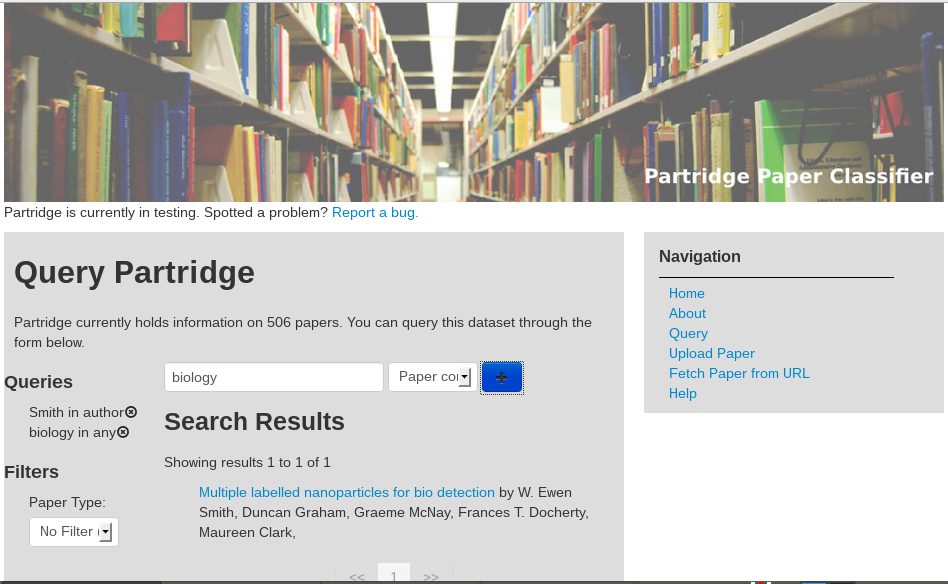 Partridge Paper Classifier
Partridge is currently in testing. Spotted a problem? Report a bug.
Query Partridge
Partridge currently holds information on 506 papers. You can query this dataset through the
form below.
Queries
Smith in author
biology in any
Filters
Paper Type:
No Filter
biology
Paper con
Search Results
Showing results 1 to 1 of 1
Multiple labelled nanoparticles for bio detection by W. Ewen
Smith, Duncan Graham, Graeme McNay, Frances T. Docherty,
Maureen Clark,
<< 1 >>
Navigation
Home
About
Query
Upload Paper
Fetch Paper from URL
Help